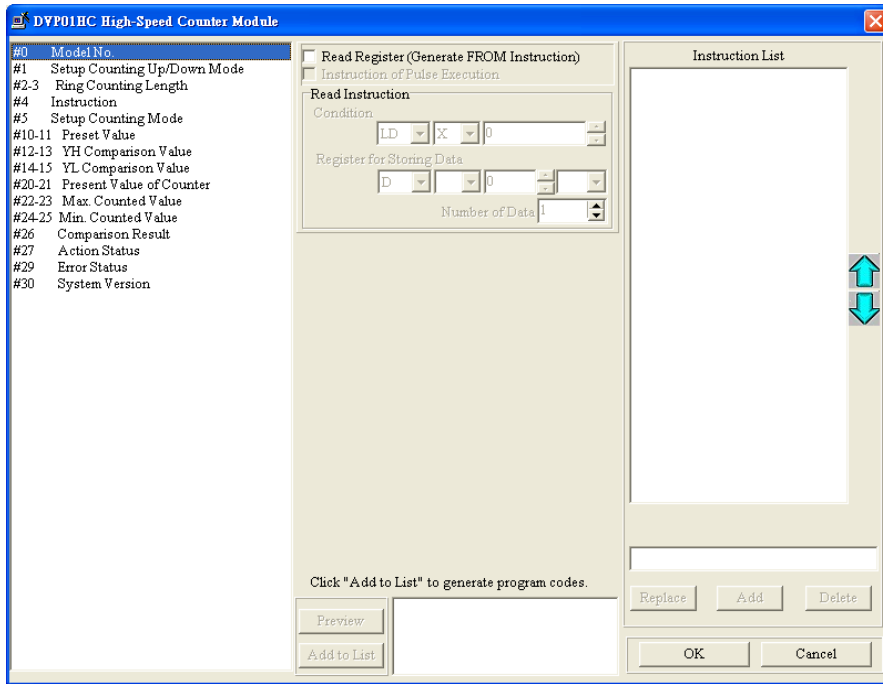 DVP01HC High-Speed Counter Module
#0 Model No.
#1 Setup Counting Up/Down Mode
#2-3 Ring Counting Length
#4 Instruction
#5 Setup Counting Mode
#10-11 Preset Value
#12-13 YH Comparison Value
#14-15 YL Comparison Value
#20-21 Present Value of Counter
#22-23 Max. Counted Value
#24-25 Min. Counted Value
#26 Comparison Result
#27 Action Status
#29 Error Status
#30 System Version
Read Register (Generate FROM Instruction)
Instruction of Pulse Execution
Read Instruction
Condition
LD X 0
Register for Storing Data
D 0
Number of Data 1
Click "Add to List" to generate program codes.
Preview
Add to List
Instruction List
Replace Add Delete
OK Cancel